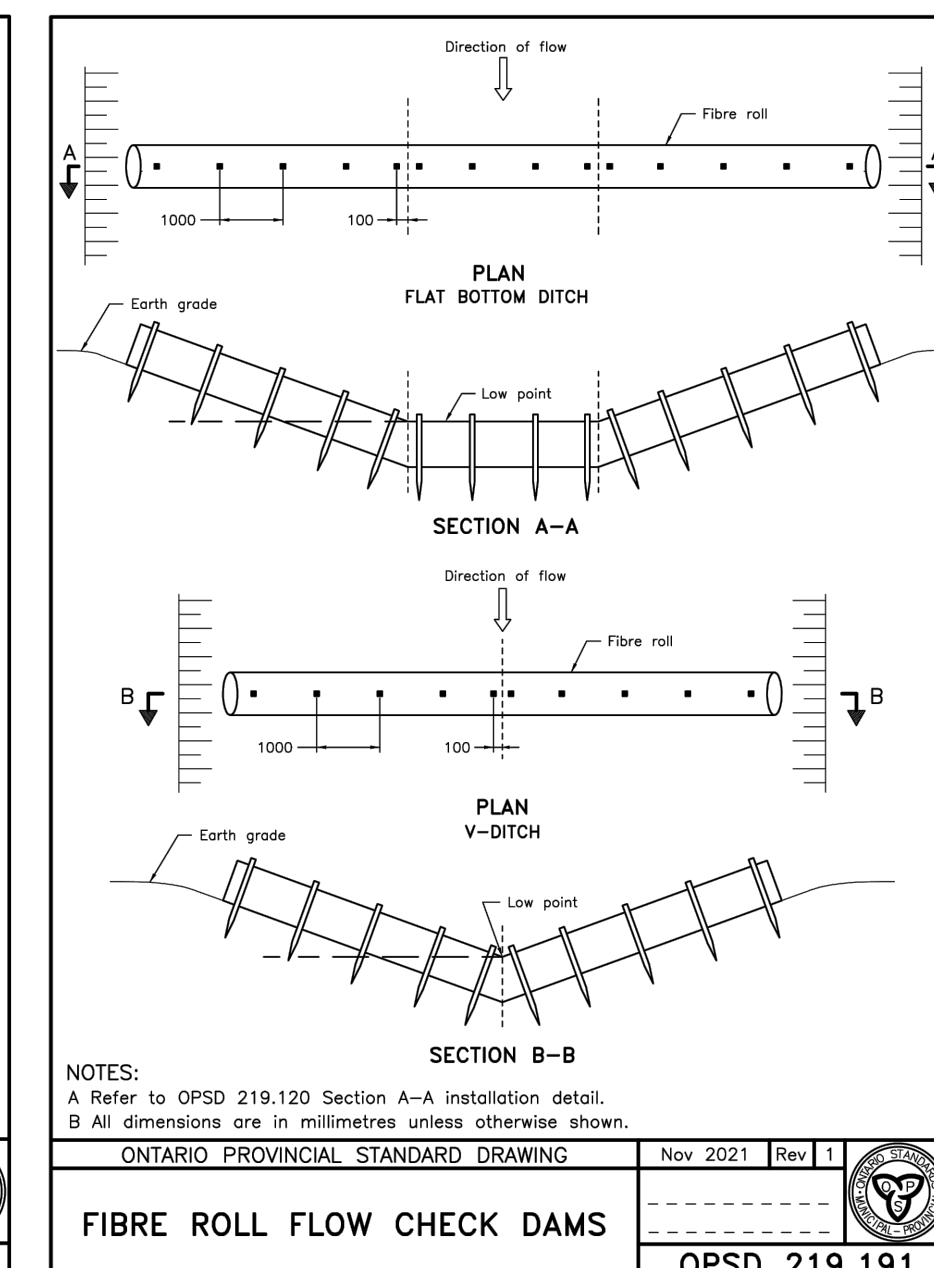 Direction of flow
Fibre roll
A
1000
100
PLAN
FLAT BOTTOM DITCH
Earth grade
Low point
SECTION A-A
Direction of flow
Fibre roll
B
B
1000
100
PLAN
V-DITCH
Earth grade
Low point
SECTION B-B
NOTES:
A Refer to OPSD 219.120 Section A-A installation detail.
B All dimensions are in millimetres unless otherwise shown.
ONTARIO PROVINCIAL STANDARD DRAWING
Nov 2021 Rev 1
FIBRE ROLL FLOW CHECK DAMS
OPSD 219.191
ONTARIO
MUNICIPAL
O P S